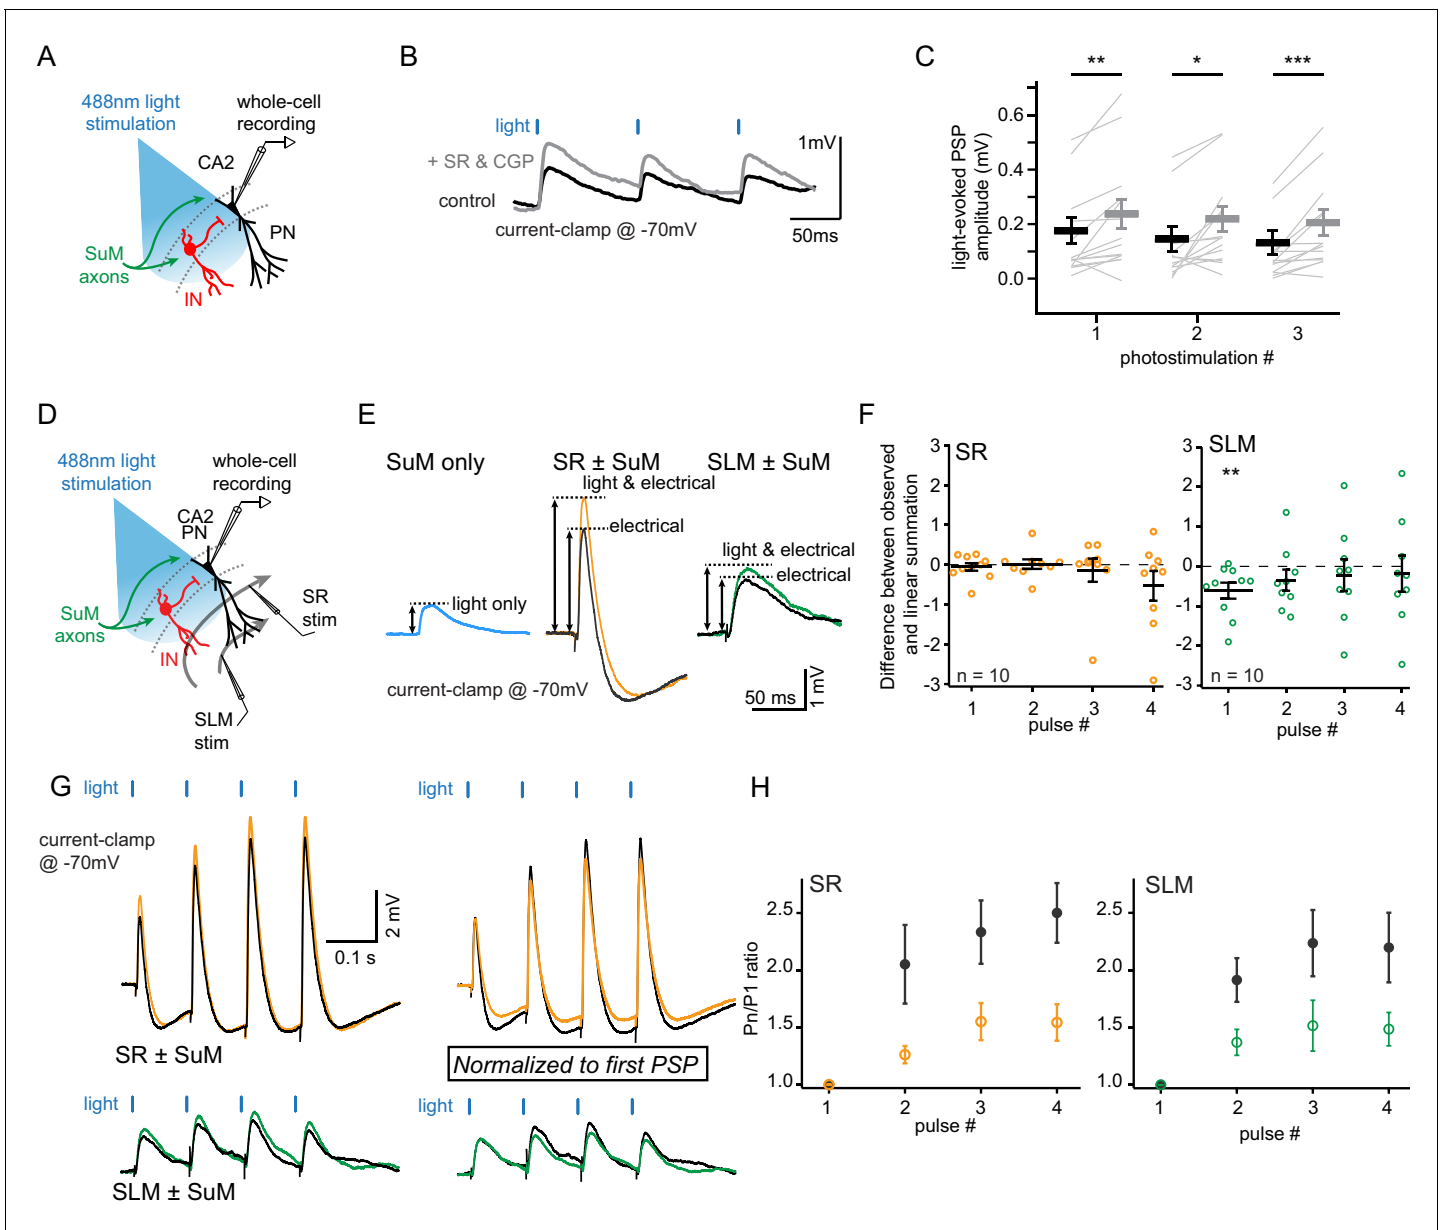 A
488nm light
stimulation
whole-cell
recording
CA2
PN
SuM
axons
IN
B
light
+ SR & CGP
control
current-clamp @ -70mV
1mV
50ms
C
** * ***
light-evoked PSP
amplitude (mV)
0.6
0.4
0.2
0.0
1 2 3
photostimulation #
D
488nm light
stimulation
whole-cell
recording
CA2
PN
SuM
axons
IN
SR
stim
SLM
stim
E
SuM only
SR ± SuM
SLM ± SuM
light & electrical
electrical
light & electrical
electrical
light only
current-clamp @ -70mV
50 ms
1 mV
F
Difference between observed
and linear summation
SR
3
2
1
0
-1
-2
-3
n = 10
1 2 3 4
pulse #
SLM
**
3
2
1
0
-1
-2
-3
n = 10
1 2 3 4
pulse #
G
light
current-clamp
@ -70mV
2 mV
0.1 s
SR ± SuM
light
Normalized to first PSP
light
SLM ± SuM
light
H
Pn/P1 ratio
SR
2.5
2.0
1.5
1.0
1 2 3 4
pulse #
SLM
2.5
2.0
1.5
1.0
1 2 3 4
pulse #